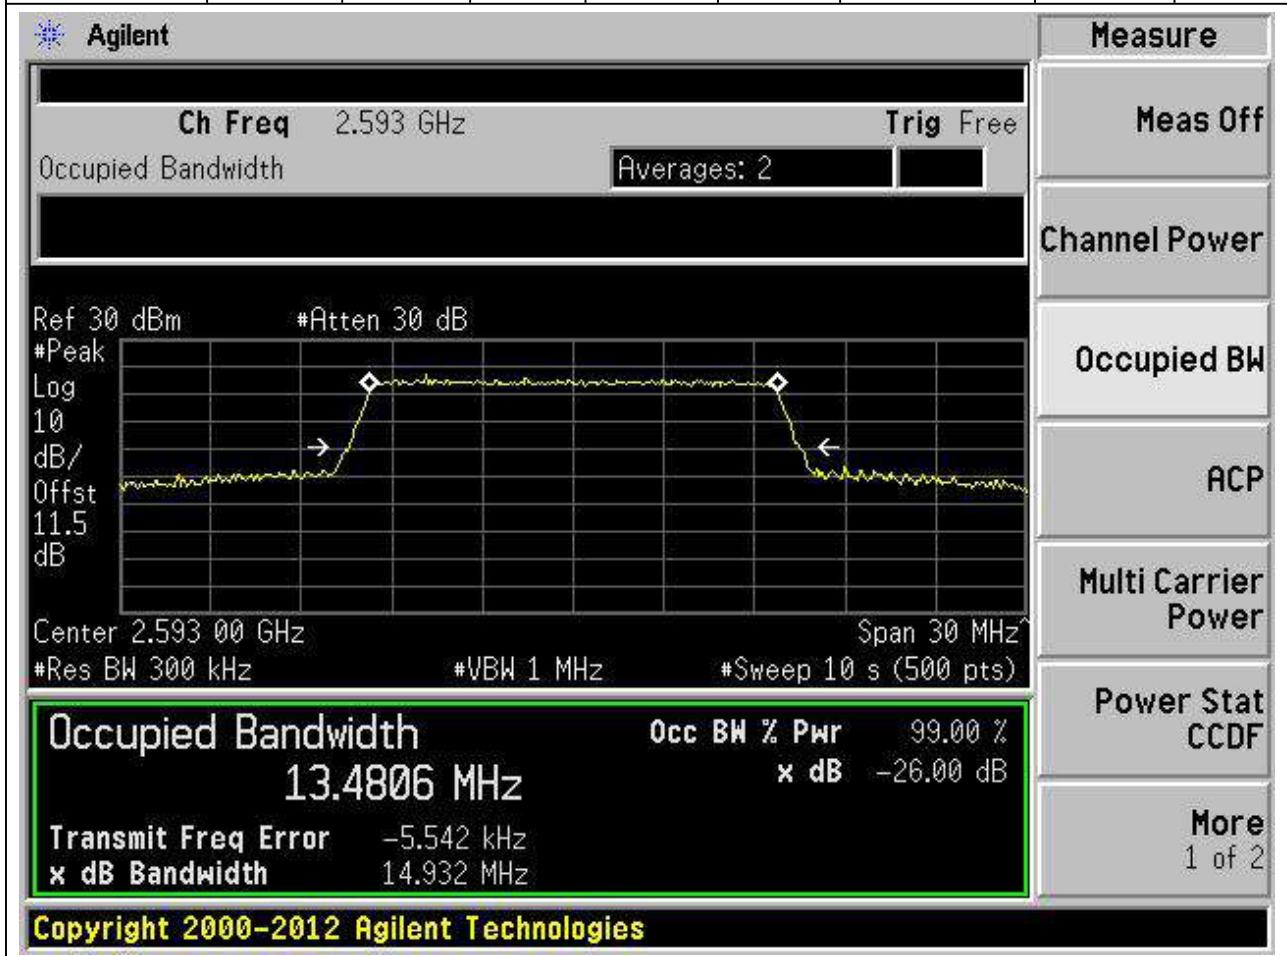 Agilent
Measure
Ch Freq 2.593 GHz Trig Free
Occupied Bandwidth Averages: 2
Meas Off
Channel Power
Occupied BW
ACP
Multi Carrier
Power
Power Stat
CCDF
More
1 of 2
Ref 30 dBm #Atten 30 dB
#Peak
Log
10
dB/
Offst
11.5
dB
Center 2.593 00 GHz Span 30 MHz^
#Res BW 300 kHz #VBW 1 MHz #Sweep 10 s (500 pts)
Occupied Bandwidth
13.4806 MHz
Occ BW % Pwr 99.00 %
x dB -26.00 dB
Transmit Freq Error -5.542 kHz
x dB Bandwidth 14.932 MHz
Copyright 2000-2012 Agilent Technologies